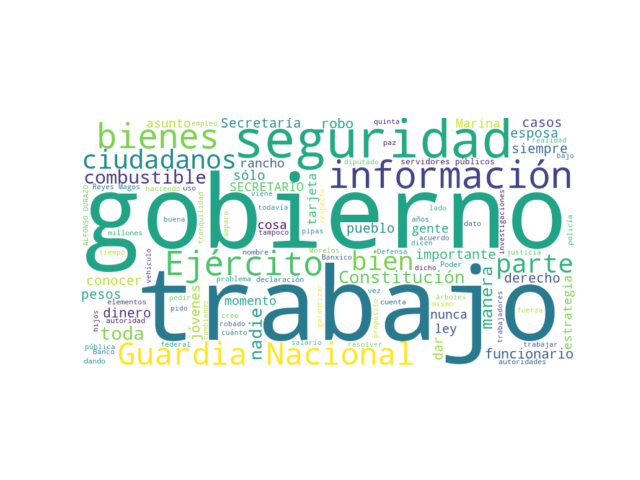 asunto
empleo
Secretaría
robo
quinta
Marina
casos
bienes
seguridad
paz
esposa
realidad
siempre
bajo
ciudadanos
rancho
sólo
diputado
servidores públicos
combustible
información
Reyes Magos
haciendo
uso
SECRETARIO
viene
tarjeta
ALFONSO DURAZO
gobierno
todavía
pueblo
lado
años
dato
buena
tranquilidad
cosa
tampoco
pipas
gente
acuerdo
dicen
Poder
investigaciones
policía
millones
amparo
nombre
Morelos
Banxico
Defensa
importante
justicia
tiempo
Ejército
bien
dicho
parte
conocer
vehículo
problema
declaración
Constitución
manera
derecho
pesos
elementos
pedir
momento
vez
árboles
mismo
estrategia
trabajo
dinero
autoridad
pido
cambiando
creo
garantizar
propuesta
cuenta
nunca
trabajadores
fuerza
hijos
toda
jóvenes
robado
cuánto
nadie
ley
pública
Banco
federal
salario
resolver
dar
trabajar
dando
Guardia Nacional
funcionario
autoridades